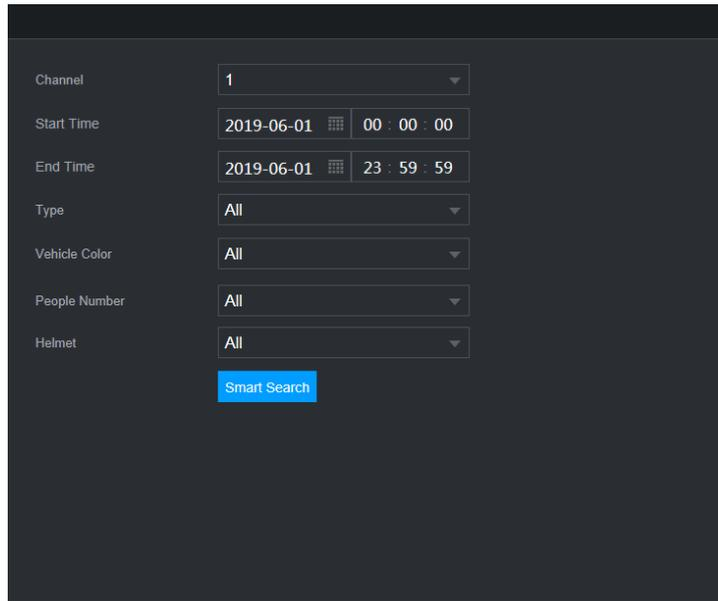 Channel 1
Start Time 2019-06-01 00 : 00 : 00
End Time 2019-06-01 23 : 59 : 59
Type All
Vehicle Color All
People Number All
Helmet All
Smart Search